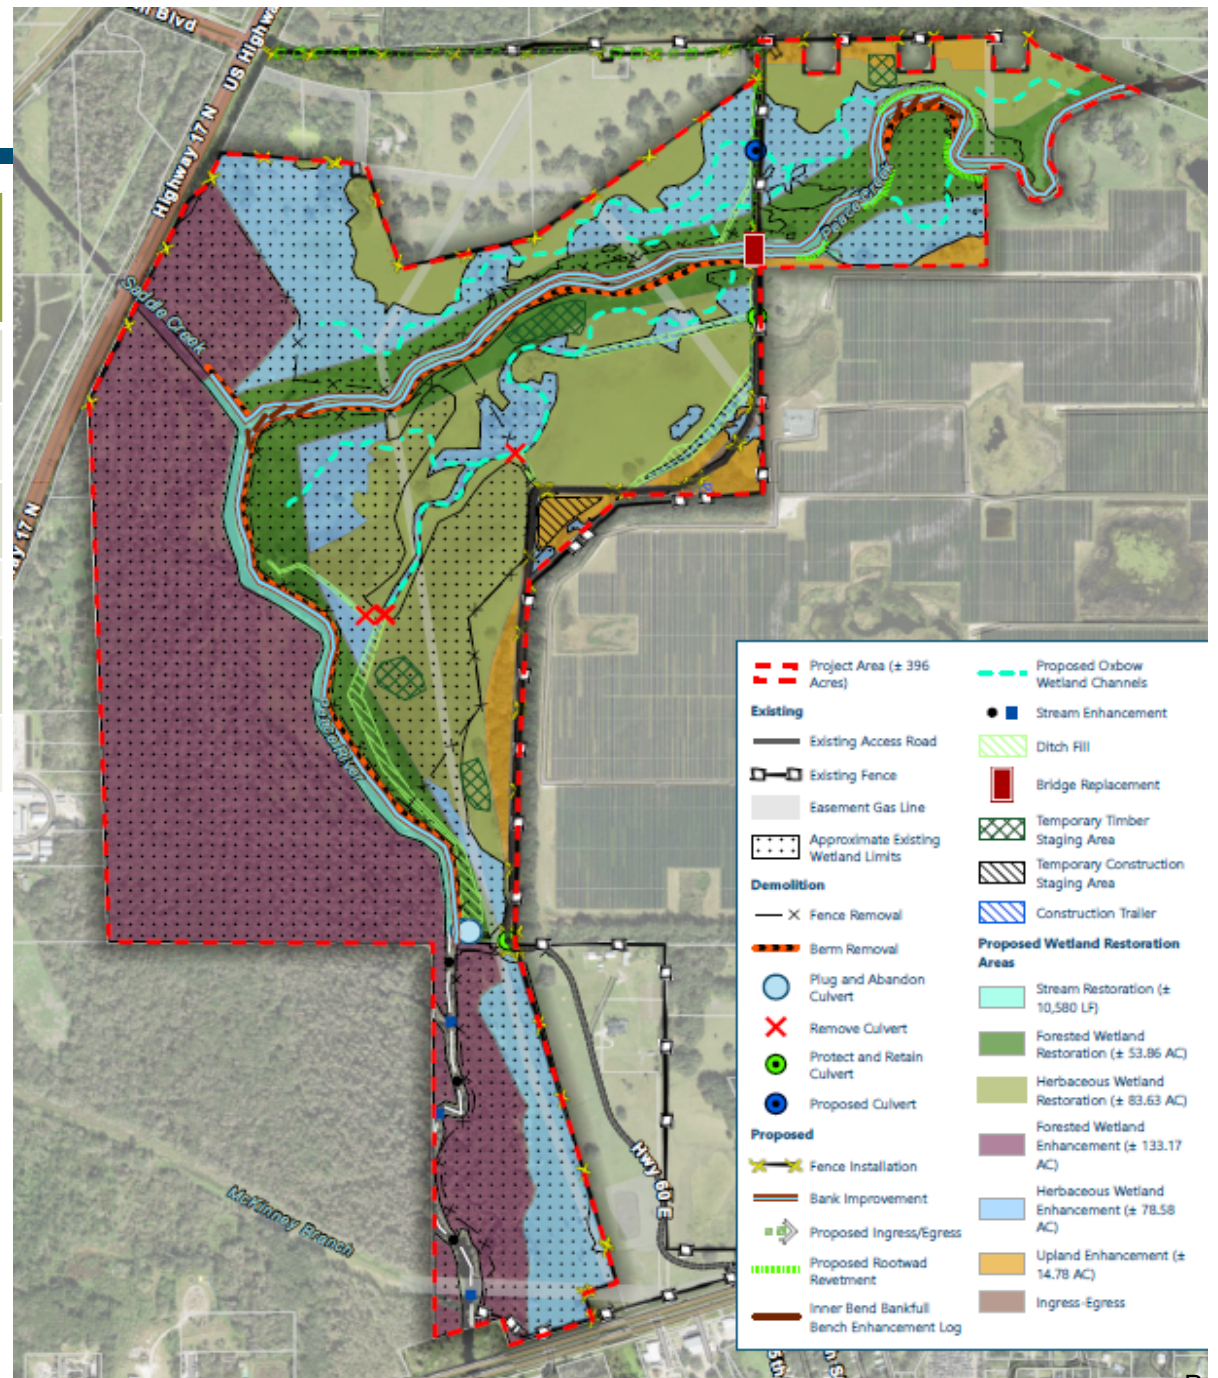 n Blvd
US Highway
Highway 17 N
Saddle Creek
Peace Creek
way 17 N
Peace River
McKinney Branch
Hwy 60 E
5th
Project Area (± 396
Acres)
Existing
Existing Access Road
Existing Fence
Easement Gas Line
Approximate Existing
Wetland Limits
Demolition
Fence Removal
Berm Removal
Plug and Abandon
Culvert
Remove Culvert
Protect and Retain
Culvert
Proposed Culvert
Proposed
Fence Installation
Bank Improvement
Proposed Ingress/Egress
Proposed Rootwad
Revetment
Inner Bend Bankfull
Bench Enhancement Log
Proposed Oxbow
Wetland Channels
Stream Enhancement
Ditch Fill
Bridge Replacement
Temporary Timber
Staging Area
Temporary Construction
Staging Area
Construction Trailer
Proposed Wetland Restoration
Areas
Stream Restoration (±
10,580 LF)
Forested Wetland
Restoration (± 53.86 AC)
Herbaceous Wetland
Restoration (± 83.63 AC)
Forested Wetland
Enhancement (± 133.17
AC)
Herbaceous Wetland
Enhancement (± 78.58
AC)
Upland Enhancement (±
14.78 AC)
Ingress-Egress